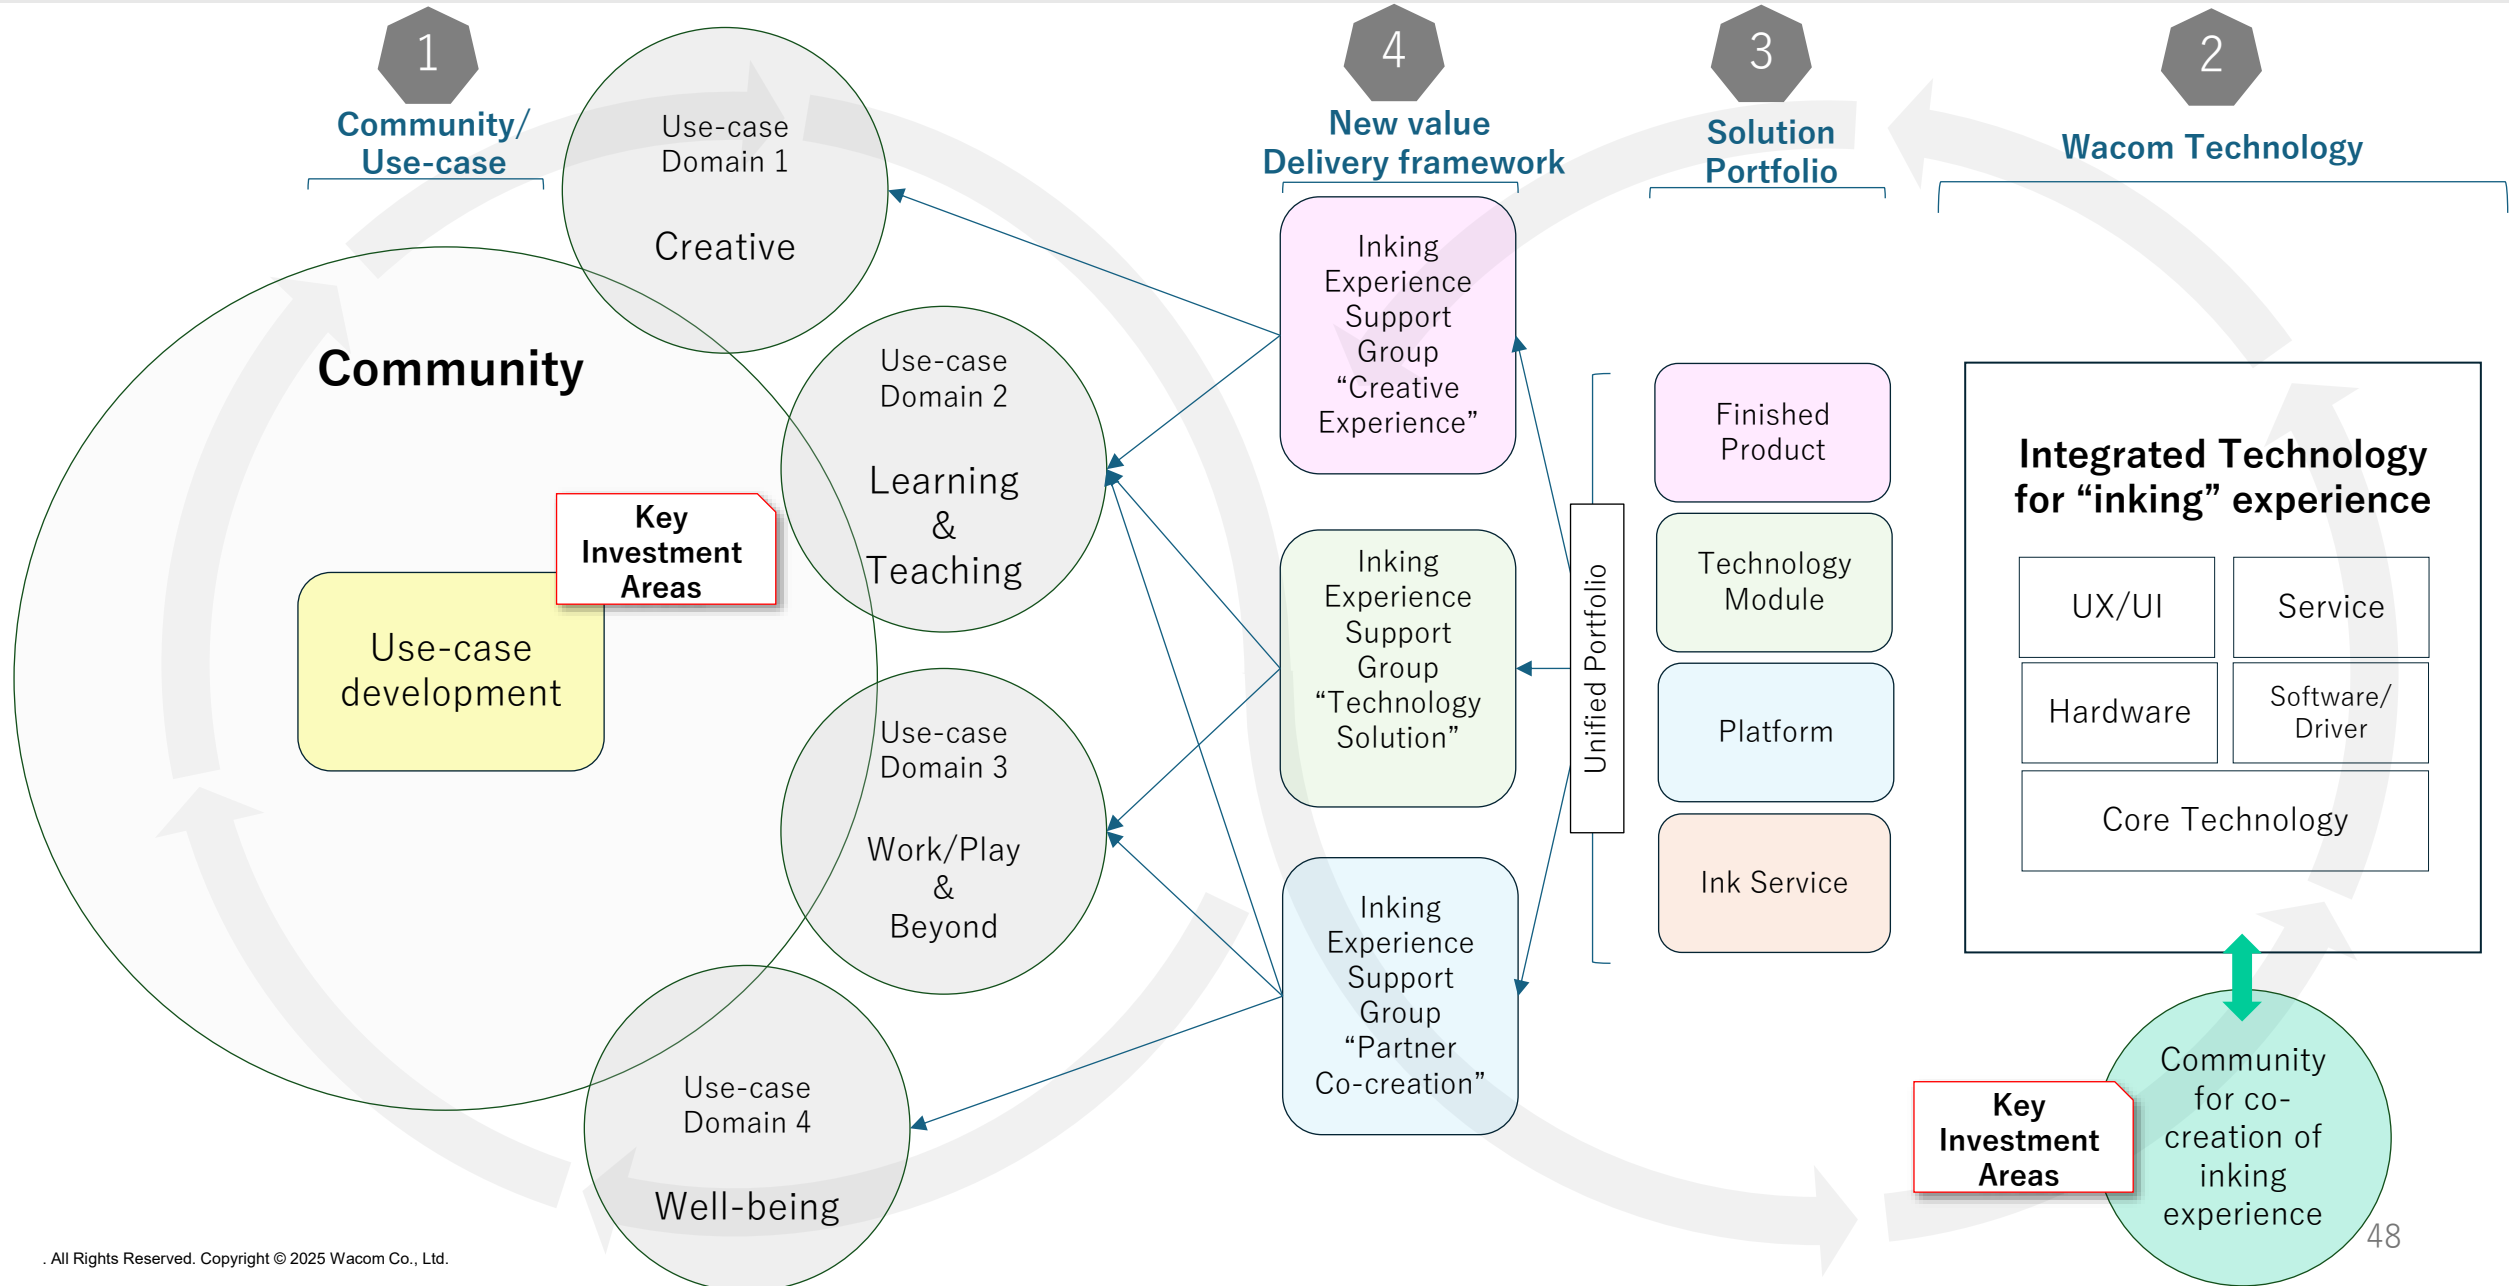 1
Community/
Use-case
4
New value
Delivery framework
3
Solution
Portfolio
2
Wacom Technology
Use-case
Domain 1
Creative
Community
Use-case
Domain 2
Learning
&
Teaching
Key
Investment
Areas
Use-case
development
Use-case
Domain 3
Work/Play
&
Beyond
Use-case
Domain 4
Well-being
Inking
Experience
Support
Group
“Creative
Experience”
Inking
Experience
Support
Group
“Technology
Solution”
Inking
Experience
Support
Group
“Partner
Co-creation”
Unified Portfolio
Finished
Product
Technology
Module
Platform
Ink Service
Integrated Technology
for “inking” experience
UX/UI
Service
Hardware
Software/
Driver
Core Technology
Key
Investment
Areas
Community
for co-
creation of
inking
experience
48
. All Rights Reserved. Copyright © 2025 Wacom Co., Ltd.